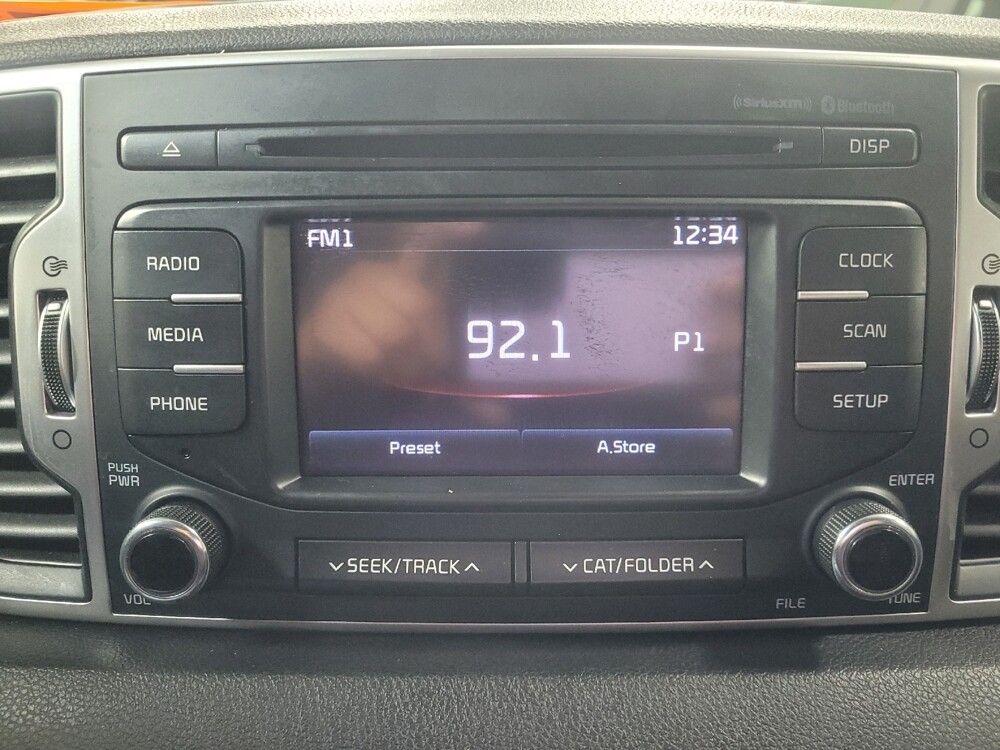 SiriusXM Bluetooth
DISP
FM1 12:34
RADIO
MEDIA
PHONE
92.1 P1
Preset A.Store
CLOCK
SCAN
SETUP
PUSH
PWR
VOL
SEEK/TRACK
CAT/FOLDER
ENTER
FILE
TUNE